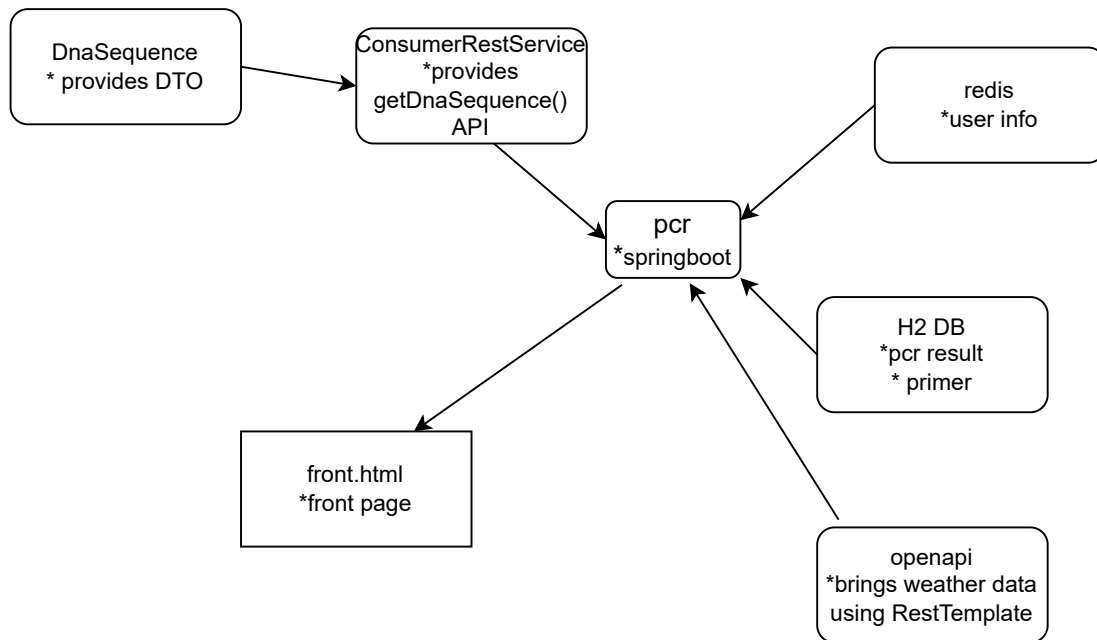 DnaSequence
* provides DTO
ConsumerRestService
*provides
getDnaSequence()
API
redis
*user info
pcr
*springboot
H2 DB
*pcr result
* primer
front.html
*front page
openapi
*brings weather data
using RestTemplate